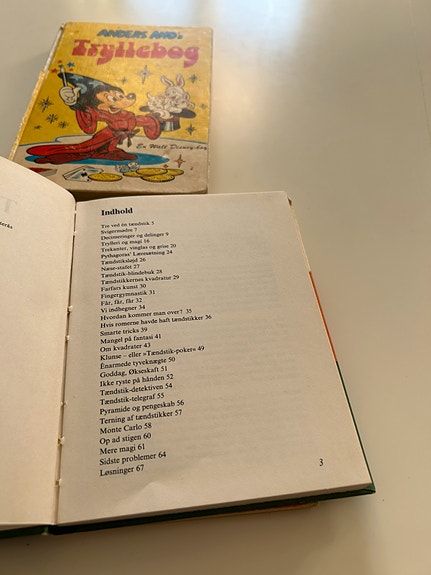 ANDERS AND's
Tryllebog
En Walt Disney-bog
Indhold
Tre ved én tændstik 5
Svigermødre 7
Decimeringer og delinger 9
Trylleri og magi 16
Trekanter, vinglas og grise 20
Pythagoras' Læresætning 24
Tændstiksløjd 26
Næse-stafet 27
Tændstik-blindebuk 28
Tændstikkernes kvadratur 29
Farfars kunst 30
Fingergymnastik 31
Får, får, får 32
Vi indhegner 34
Hvordan kommer man over? 35
Hvis romerne havde haft tændstikker 36
Smarte tricks 39
Mangel på fantasi 41
Om kvadrater 43
Klunse – eller »Tændstik-poker« 49
Énarmede tyveknægte 50
Goddag, Økseskaft 51
Ikke ryste på hånden 52
Tændstik-detektiven 54
Tændstik-telegraf 55
Pyramide og pengeskab 56
Terning af tændstikker 57
Monte Carlo 58
Op ad stigen 60
Mere magi 61
Sidste problemer 64
Løsninger 67
3